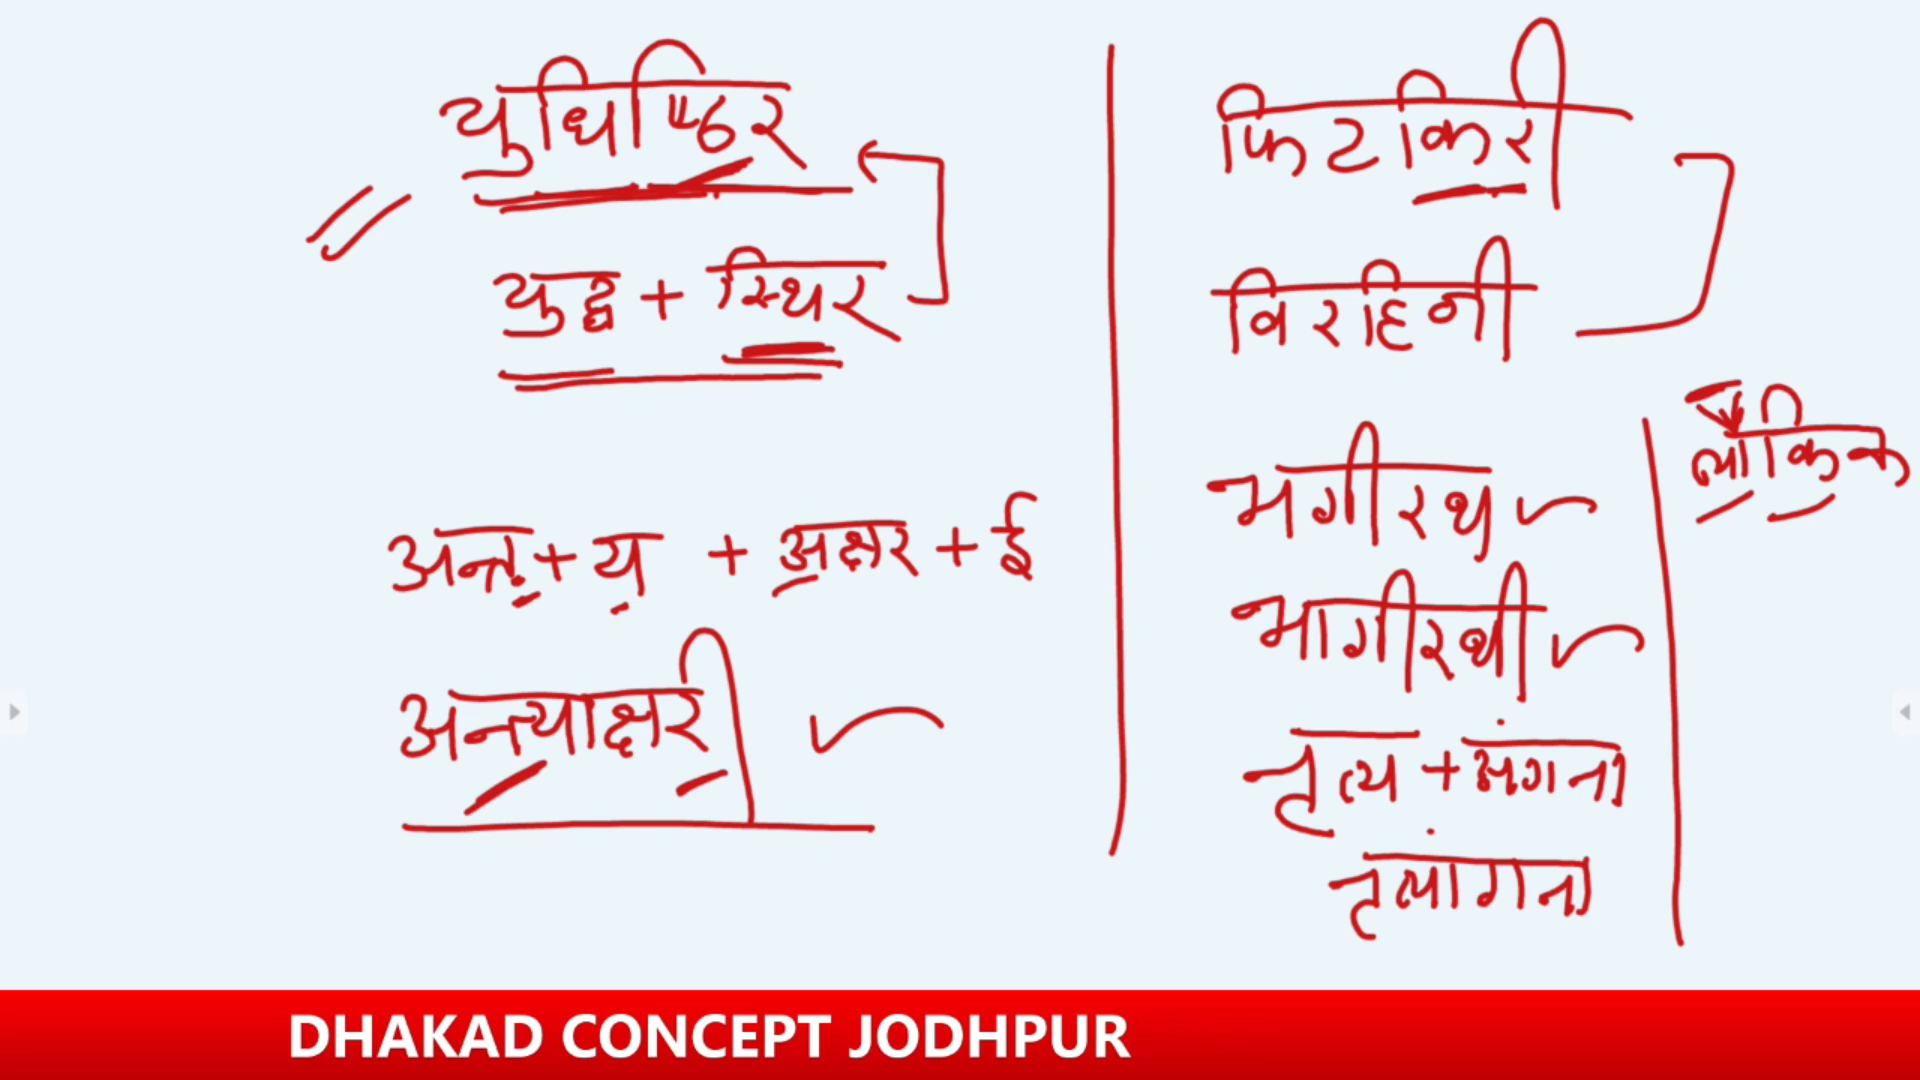 युधिष्ठिर
युद्ध + स्थिर
अन्त् + य + अक्षर + ई
अन्त्याक्षरी
फिटकिरी
विरहिनी
भगीरथ
भागीरथी
नृत्य + अंगना
नृत्यांगना
DHAKAD CONCEPT JODHPUR